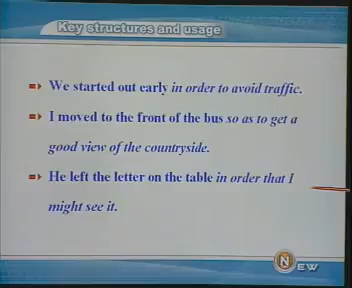 Key structures and usage
We started out early in order to avoid traffic.
I moved to the front of the bus so as to get a
good view of the countryside.
He left the letter on the table in order that I
might see it.
NEW